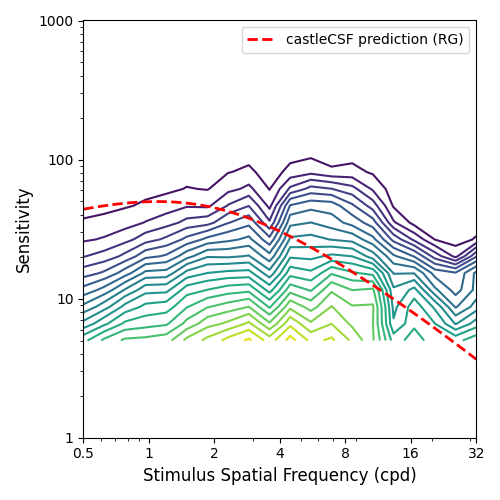 1000
castleCSF prediction (RG)
100
Sensitivity
10
1
0.5 1 2 4 8 16 32
Stimulus Spatial Frequency (cpd)